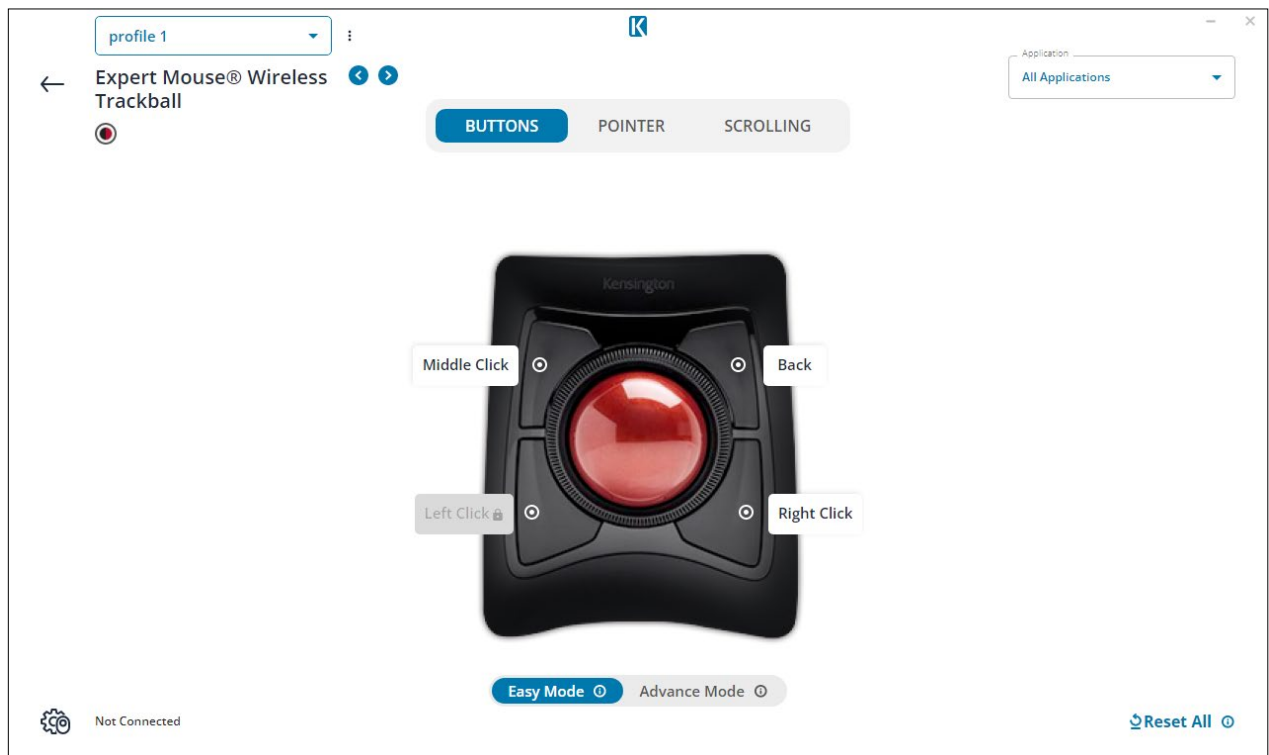 profile 1
K
Application
All Applications
Expert Mouse® Wireless
Trackball
BUTTONS POINTER SCROLLING
Kensington
Middle Click
Back
Left Click
Right Click
Easy Mode
Advance Mode
Not Connected
Reset All